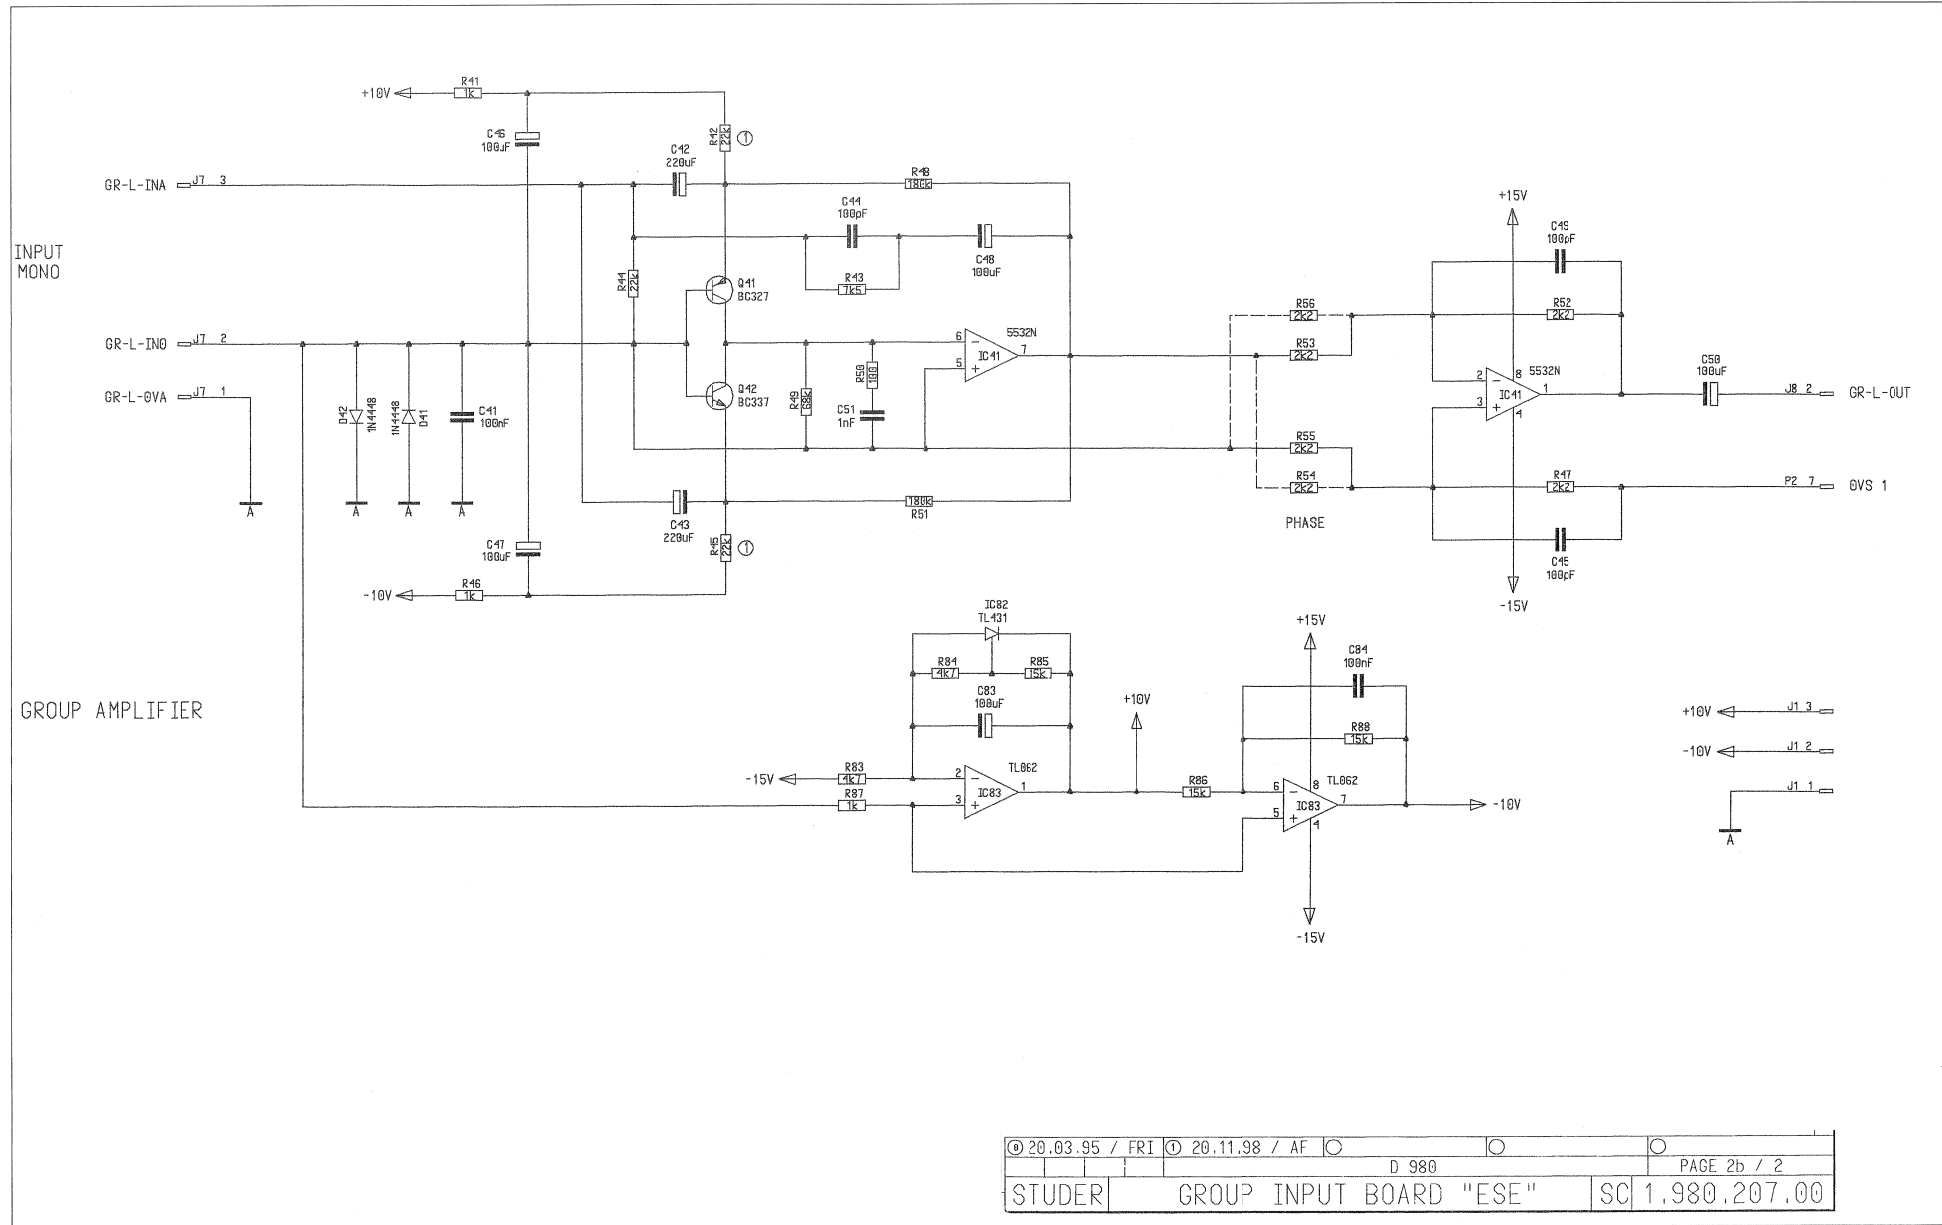 R41
+10V
1k
C46
100uF
R42
22k
①
C42
220uF
GR-L-INA
J7 3
R48
180k
C44
100pF
C48
100uF
R43
7k5
INPUT
MONO
R44
22k
Q41
BC327
+15V
C49
100pF
R56
2k2
R52
2k2
GR-L-IN0
J7 2
5532N
6
7
IC41
5
R53
2k2
R50
100
Q42
BC337
R49
68k
C51
1nF
GR-L-0VA
J7 1
D42
1N4448
1N4448
D41
C41
100nF
2
8
5532N
IC41
1
3
4
C50
100uF
J8 2
GR-L-OUT
R55
2k2
R54
2k2
PHASE
R47
2k2
P2 7
0VS 1
A
A
A
A
180k
R51
C43
220uF
C47
100uF
R45
22k
①
C45
100pF
-15V
R46
-10V
1k
IC82
TL431
R84
4k7
R85
15k
C83
100uF
+15V
C84
100nF
+10V
R88
15k
GROUP AMPLIFIER
+10V
J1 3
-10V
J1 2
J1 1
A
-15V
R83
4k7
R87
1k
2
TL062
IC83
1
3
R86
15k
6
8
TL062
IC83
7
5
4
-10V
-15V
⓪ 20.03.95 / FRI ① 20.11.98 / AF
D 980 PAGE 2b / 2
STUDER GROUP INPUT BOARD "ESE" SC 1.980.207.00